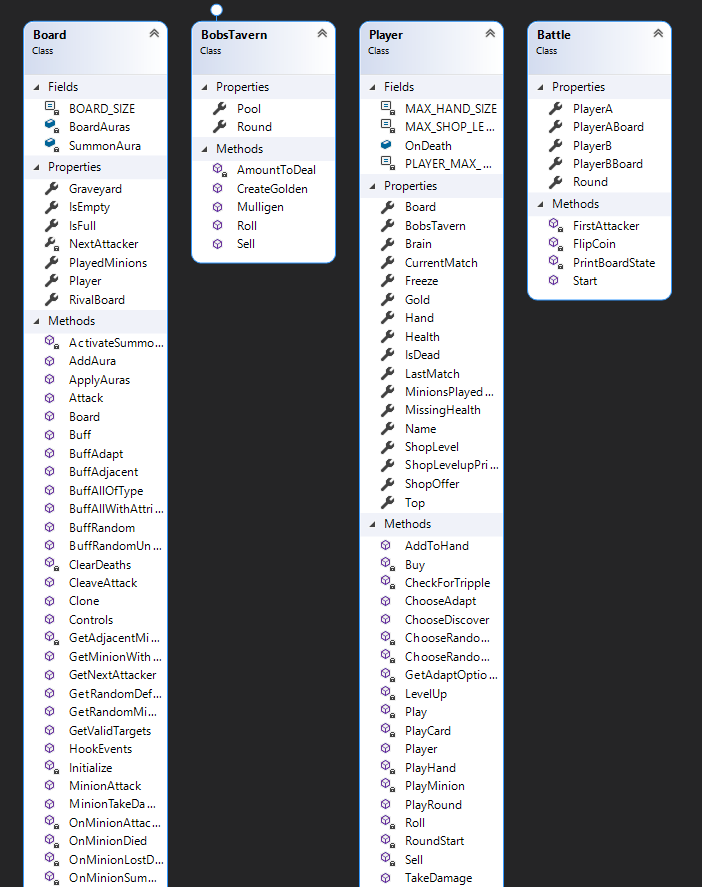 Board
Class
Fields
BOARD_SIZE
BoardAuras
SummonAura
Properties
Graveyard
IsEmpty
IsFull
NextAttacker
PlayedMinions
Player
RivalBoard
Methods
ActivateSummo...
AddAura
ApplyAuras
Attack
Board
Buff
BuffAdapt
BuffAdjacent
BuffAllOfType
BuffAllWithAttri...
BuffRandom
BuffRandomUn...
ClearDeaths
CleaveAttack
Clone
Controls
GetAdjacentMi...
GetMinionWith...
GetNextAttacker
GetRandomDef...
GetRandomMi...
GetValidTargets
HookEvents
Initialize
MinionAttack
MinionTakeDa...
OnMinionAttac...
OnMinionDied
OnMinionLostD...
OnMinionSum...
BobsTavern
Class
Properties
Pool
Round
Methods
AmountToDeal
CreateGolden
Mulligen
Roll
Sell
Player
Class
Fields
MAX_HAND_SIZE
MAX_SHOP_LE...
OnDeath
PLAYER_MAX_...
Properties
Board
BobsTavern
Brain
CurrentMatch
Freeze
Gold
Hand
Health
IsDead
LastMatch
MinionsPlayed...
MissingHealth
Name
ShopLevel
ShopLevelupPri...
ShopOffer
Top
Methods
AddToHand
Buy
CheckForTripple
ChooseAdapt
ChooseDiscover
ChooseRando...
ChooseRando...
GetAdaptOptio...
LevelUp
Play
PlayCard
Player
PlayHand
PlayMinion
PlayRound
Roll
RoundStart
Sell
TakeDamage
Battle
Class
Properties
PlayerA
PlayerABoard
PlayerB
PlayerBBoard
Round
Methods
FirstAttacker
FlipCoin
PrintBoardState
Start